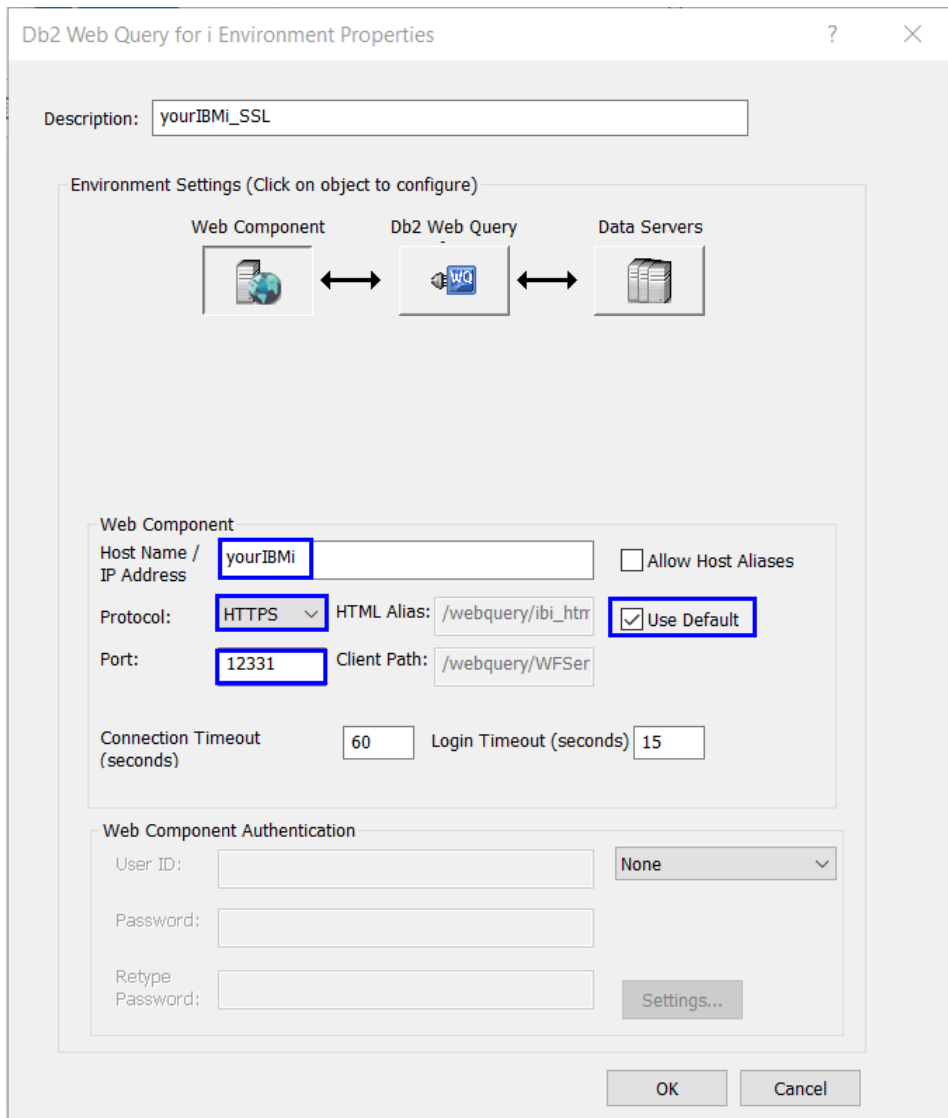 Db2 Web Query for i Environment Properties
Description: yourIBMi_SSL
Environment Settings (Click on object to configure)
Web Component Db2 Web Query Data Servers
WQ
Web Component
Host Name / IP Address yourIBMi Allow Host Aliases
Protocol: HTTPS HTML Alias: /webquery/ibi_htm Use Default
Port: 12331 Client Path: /webquery/WFSer
Connection Timeout (seconds) 60 Login Timeout (seconds) 15
Web Component Authentication
User ID: None
Password:
Retype
Password: Settings...
OK Cancel